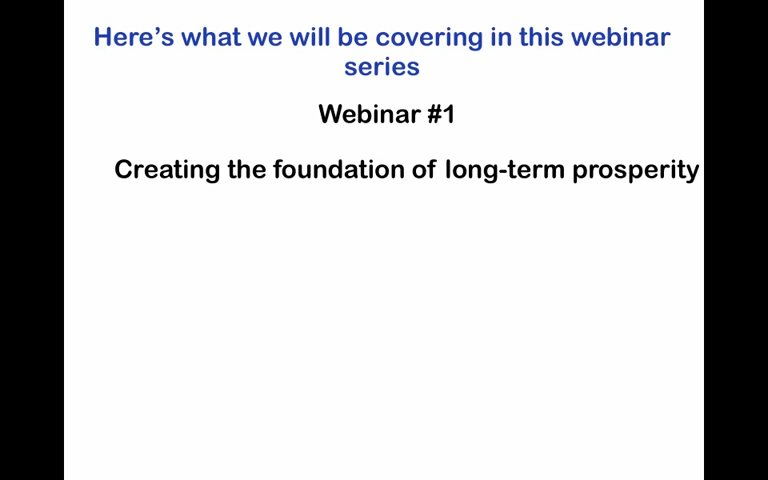 Here’s what we will be covering in this webinar
series
Webinar #1
Creating the foundation of long-term prosperity